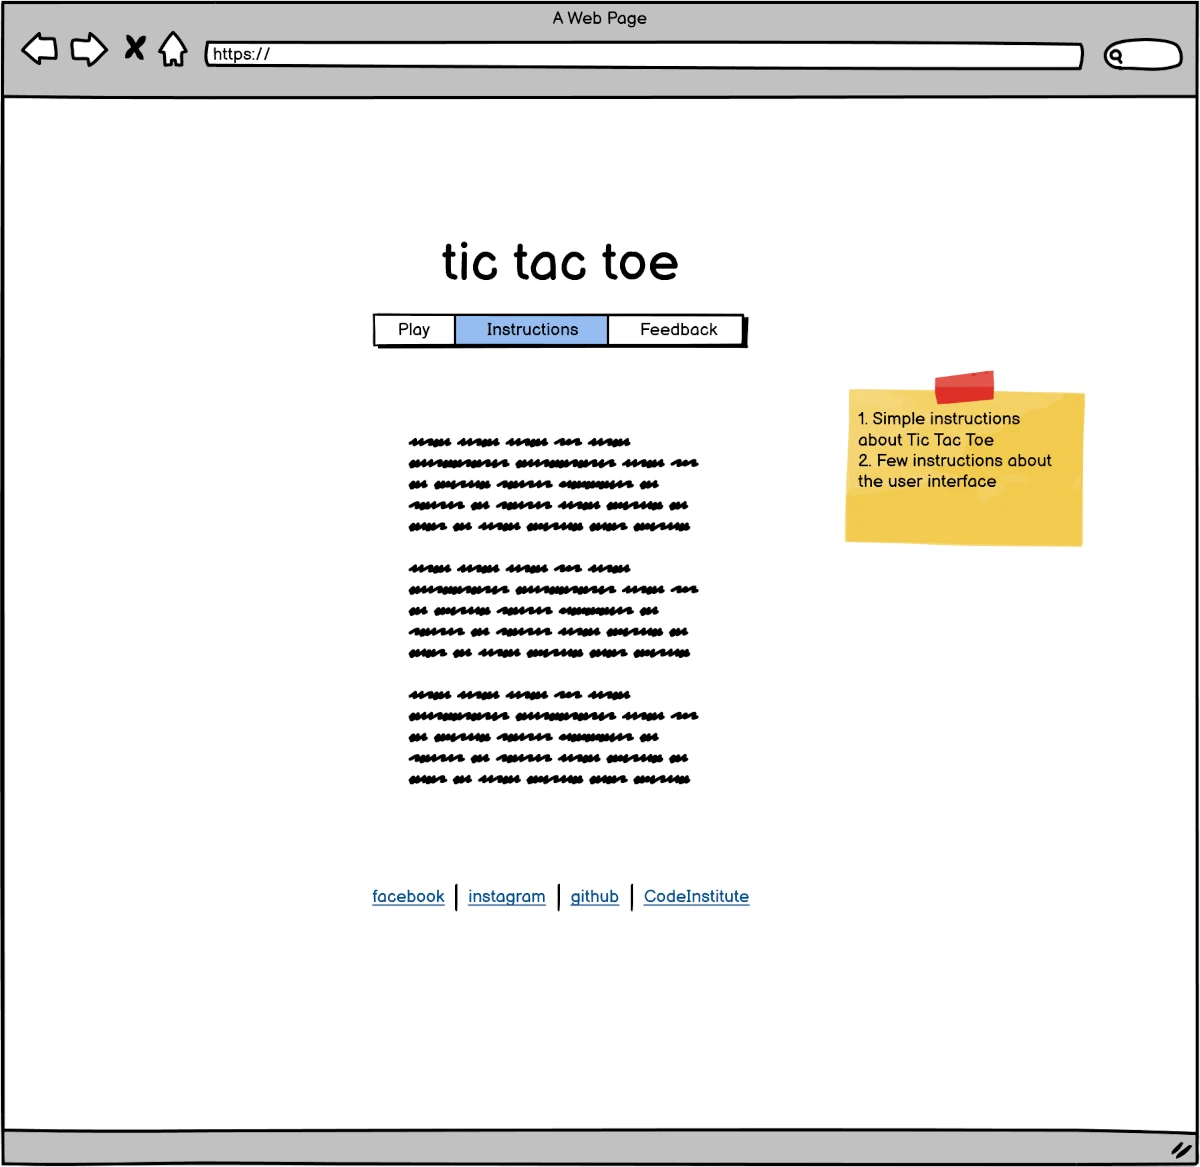 A Web Page
https://
tic tac toe
Play Instructions Feedback
1. Simple instructions
about Tic Tac Toe
2. Few instructions about
the user interface
facebook instagram github CodeInstitute